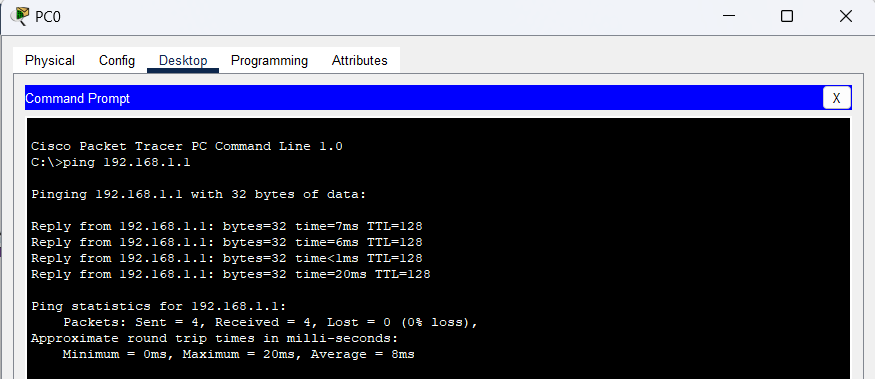 PC0
Physical Config Desktop Programming Attributes
Command Prompt
X
Cisco Packet Tracer PC Command Line 1.0
C:\>ping 192.168.1.1
Pinging 192.168.1.1 with 32 bytes of data:
Reply from 192.168.1.1: bytes=32 time=7ms TTL=128
Reply from 192.168.1.1: bytes=32 time=6ms TTL=128
Reply from 192.168.1.1: bytes=32 time<1ms TTL=128
Reply from 192.168.1.1: bytes=32 time=20ms TTL=128
Ping statistics for 192.168.1.1:
    Packets: Sent = 4, Received = 4, Lost = 0 (0% loss),
Approximate round trip times in milli-seconds:
    Minimum = 0ms, Maximum = 20ms, Average = 8ms